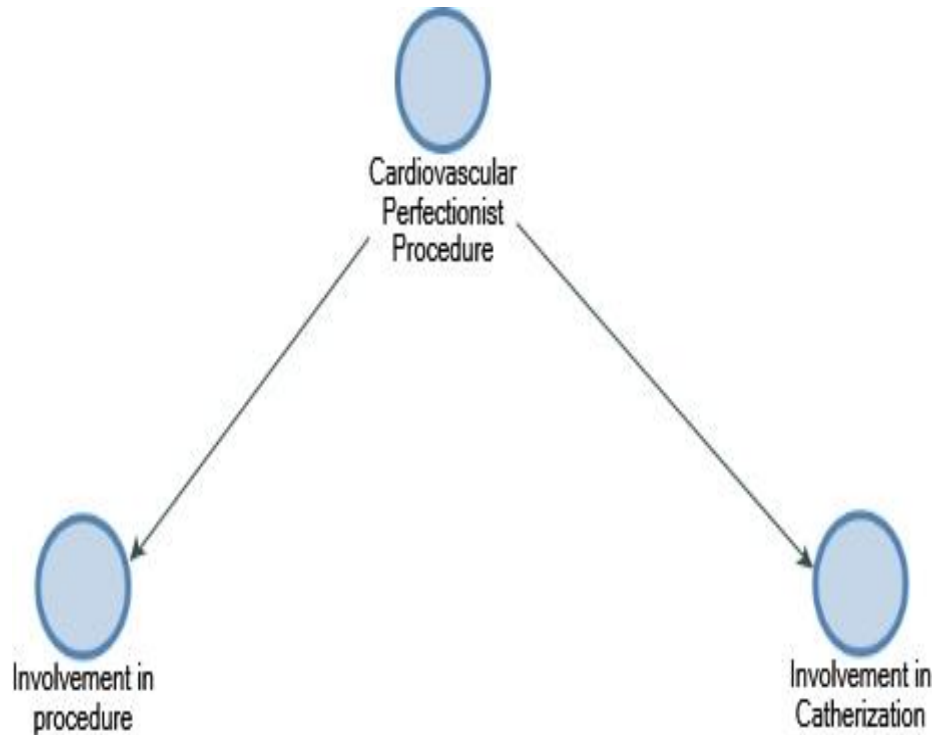 Cardiovascular
Perfectionist
Procedure
Involvement in
procedure
Involvement in
Catherization